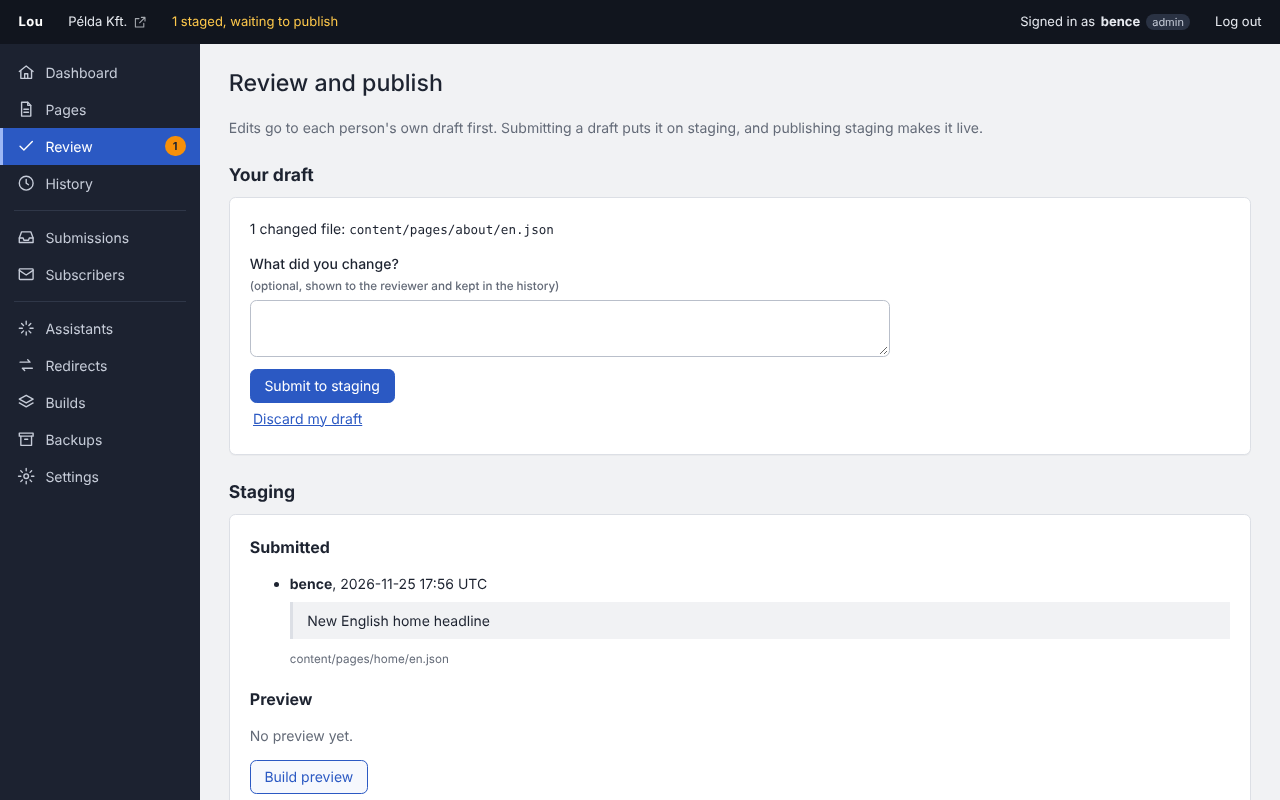 Lou Példa Kft. 1 staged, waiting to publish Signed in as bence admin Log out
Dashboard
Pages
Review 1
History
Submissions
Subscribers
Assistants
Redirects
Builds
Backups
Settings
Review and publish
Edits go to each person's own draft first. Submitting a draft puts it on staging, and publishing staging makes it live.
Your draft
1 changed file: content/pages/about/en.json
What did you change?
(optional, shown to the reviewer and kept in the history)
Submit to staging
Discard my draft
Staging
Submitted
bence, 2026-11-25 17:56 UTC
New English home headline
content/pages/home/en.json
Preview
No preview yet.
Build preview